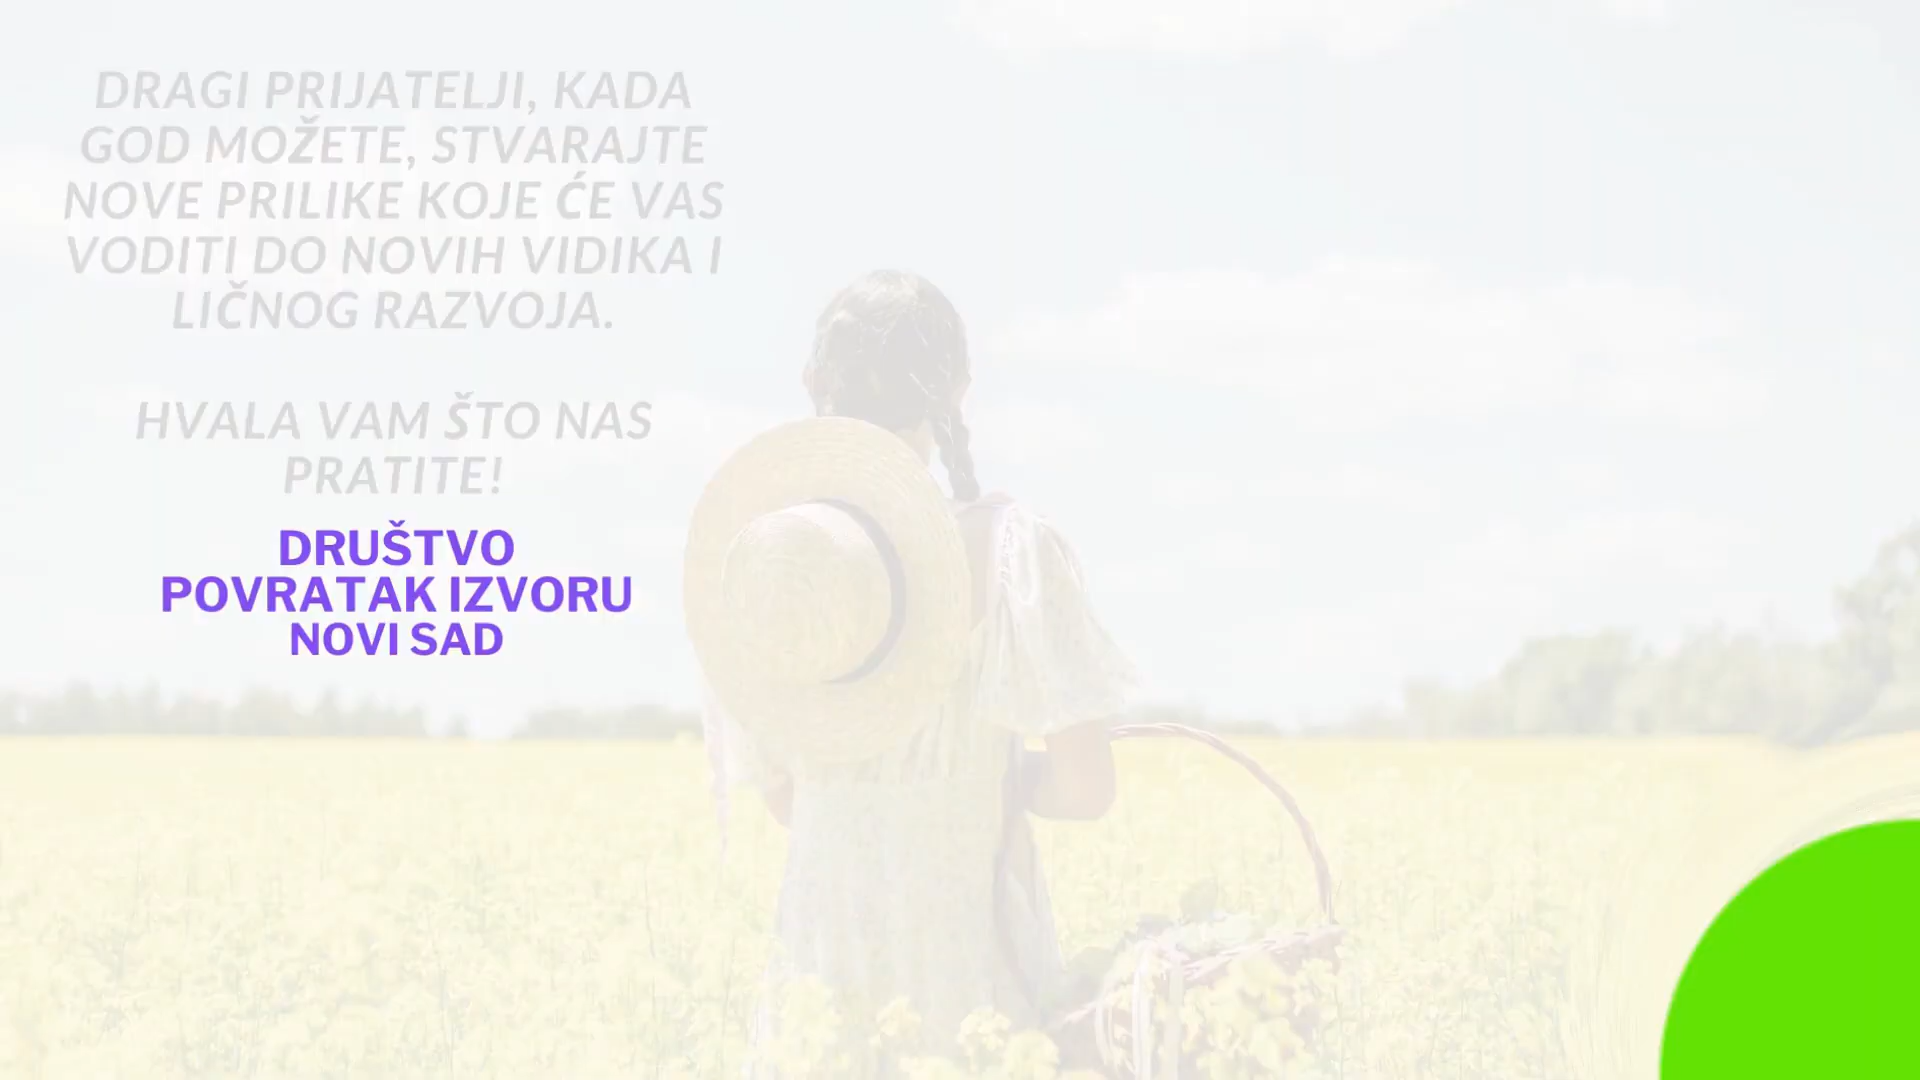 DRAGI PRIJATELJI, KADA
GOD MOŽETE, STVARAJTE
NOVE PRILIKE KOJE ĆE VAS
VODITI DO NOVIH VIDIKA I
LIČNOG RAZVOJA.
HVALA VAM ŠTO NAS
PRATITE!
DRUŠTVO
POVRATAK IZVORU
NOVI SAD